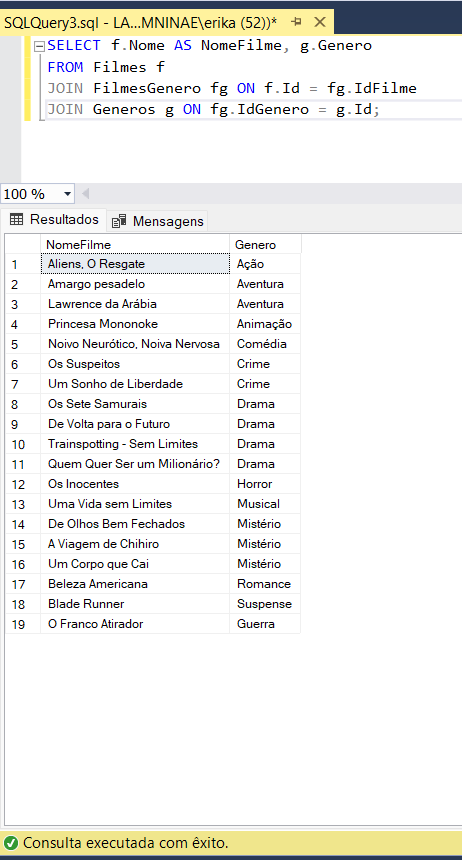 SQLQuery3.sql - LA...MNINAE\erika (52))*
SELECT f.Nome AS NomeFilme, g.Genero
FROM Filmes f
JOIN FilmesGenero fg ON f.Id = fg.IdFilme
JOIN Generos g ON fg.IdGenero = g.Id;
100 %
Resultados Mensagens
NomeFilme Genero
1 Aliens, O Resgate Ação
2 Amargo pesadelo Aventura
3 Lawrence da Arábia Aventura
4 Princesa Mononoke Animação
5 Noivo Neurótico, Noiva Nervosa Comédia
6 Os Suspeitos Crime
7 Um Sonho de Liberdade Crime
8 Os Sete Samurais Drama
9 De Volta para o Futuro Drama
10 Trainspotting - Sem Limites Drama
11 Quem Quer Ser um Milionário? Drama
12 Os Inocentes Horror
13 Uma Vida sem Limites Musical
14 De Olhos Bem Fechados Mistério
15 A Viagem de Chihiro Mistério
16 Um Corpo que Cai Mistério
17 Beleza Americana Romance
18 Blade Runner Suspense
19 O Franco Atirador Guerra
Consulta executada com êxito.